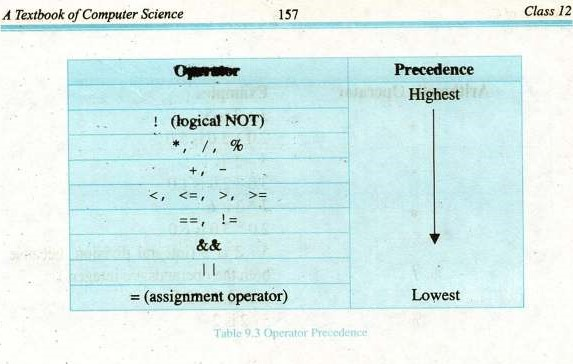 A Textbook of Computer Science 157 Class 12
Operator Precedence
Highest
! (logical NOT)
*, /, %
+, -
<, <=, >, >=
==, !=
&&
||
= (assignment operator) Lowest
Table 9.3 Operator Precedence